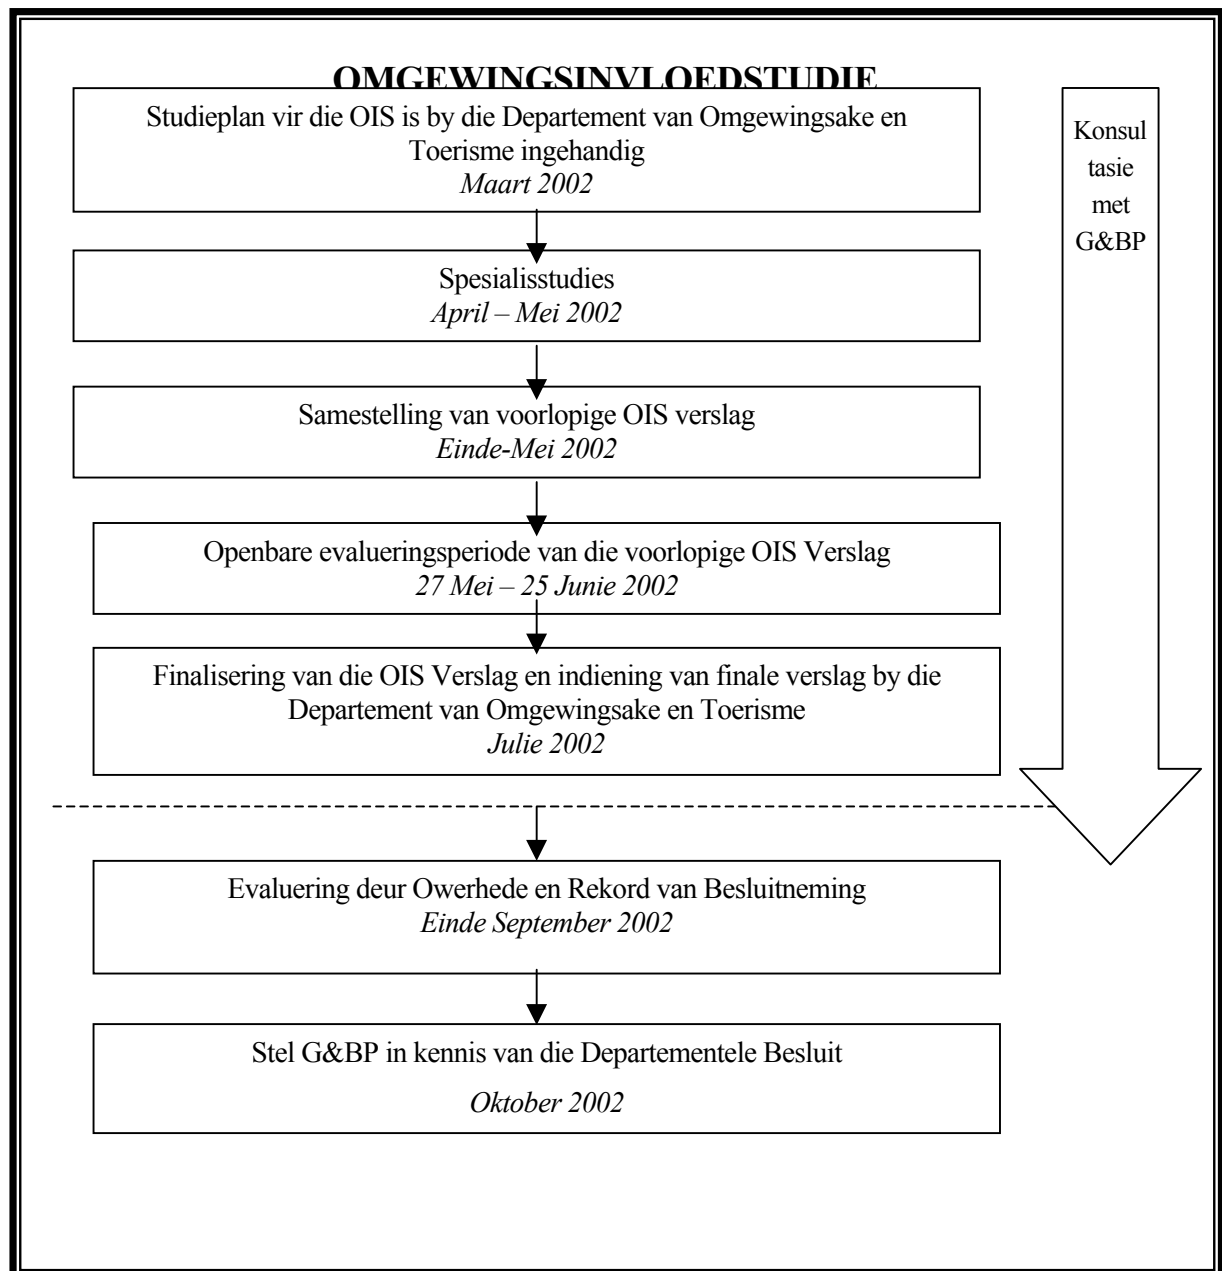 OMGEWINGSINVLOEDSTUDIE
Studieplan vir die OIS is by die Departement van Omgewingsake en
Toerisme ingehandig
Maart 2002
Konsul
tasie
met
G&BP
Spesialisstudies
April – Mei 2002
Samestelling van voorlopige OIS verslag
Einde-Mei 2002
Openbare evalueringsperiode van die voorlopige OIS Verslag
27 Mei – 25 Junie 2002
Finalisering van die OIS Verslag en indiening van finale verslag by die
Departement van Omgewingsake en Toerisme
Julie 2002
Evaluering deur Owerhede en Rekord van Besluitneming
Einde September 2002
Stel G&BP in kennis van die Departementele Besluit
Oktober 2002